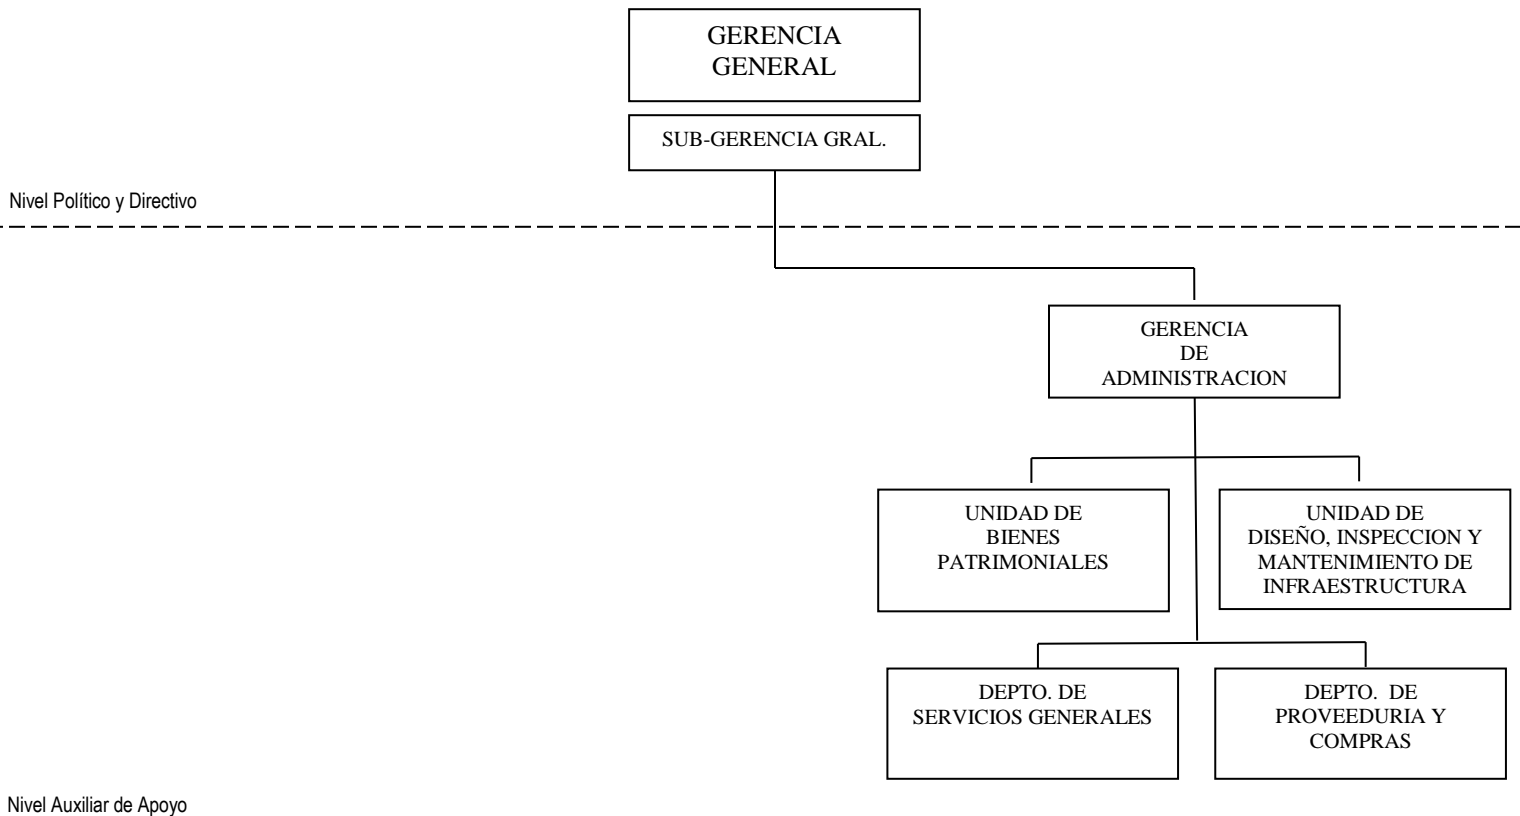 GERENCIA
GENERAL
SUB-GERENCIA GRAL.
Nivel Político y Directivo
GERENCIA
DE
ADMINISTRACION
UNIDAD DE
BIENES
PATRIMONIALES
UNIDAD DE
DISEÑO, INSPECCION Y
MANTENIMIENTO DE
INFRAESTRUCTURA
DEPTO. DE
SERVICIOS GENERALES
DEPTO. DE
PROVEEDURIA Y
COMPRAS
Nivel Auxiliar de Apoyo